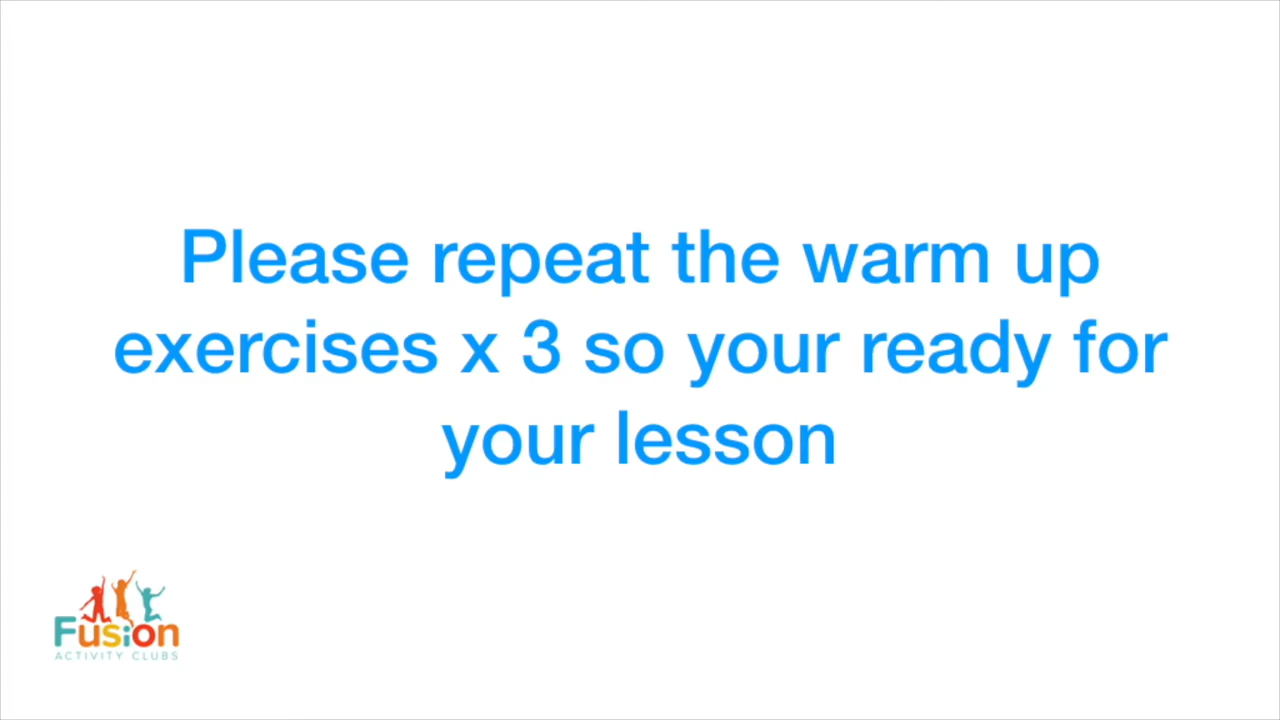 Please repeat the warm up
exercises x 3 so your ready for
your lesson
Fusion
ACTIVITY CLUBS